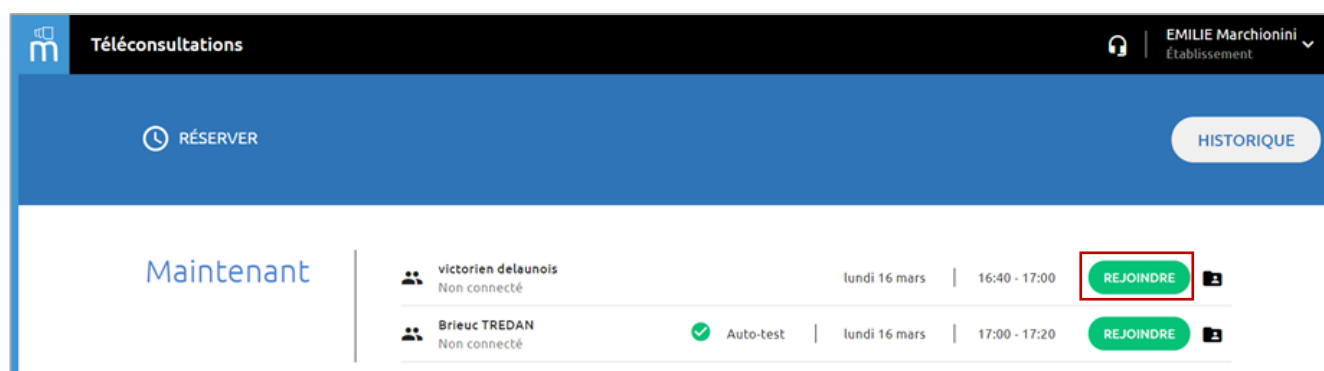 m
Téléconsultations
EMILIE Marchionini
Établissement
RÉSERVER
HISTORIQUE
Maintenant
victorien delaunois
Non connecté
lundi 16 mars | 16:40 - 17:00
REJOINDRE
Brieuc TREDAN
Non connecté
Auto-test | lundi 16 mars | 17:00 - 17:20
REJOINDRE